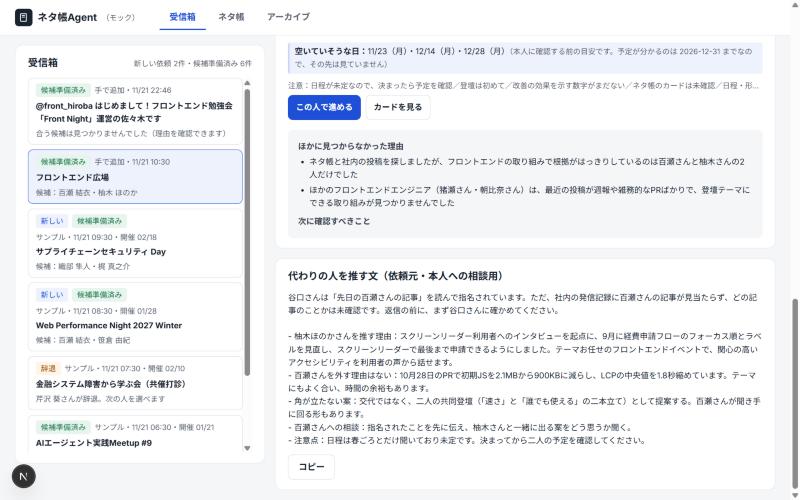 ネタ帳Agent （モック） 受信箱 ネタ帳 アーカイブ
受信箱 新しい依頼 2件・候補準備済み 6件
候補準備済み 手で追加・11/21 22:46
@front_hiroba はじめまして！フロントエンド勉強会
「Front Night」運営の佐々木です
合う候補は見つかりませんでした（理由を確認できます）
候補準備済み 手で追加・11/21 10:30
フロントエンド広場
候補：百瀬 結衣・柚木 ほのか
新しい 候補準備済み
サンプル・11/21 09:30・開催 02/18
サプライチェーンセキュリティ Day
候補：織部 隼人・梶 真之介
新しい 候補準備済み
サンプル・11/21 08:30・開催 01/28
Web Performance Night 2027 Winter
候補：百瀬 結衣・笹倉 由紀
辞退 サンプル・11/21 07:30・開催 02/10
金融システム障害から学ぶ会（共催打診）
芹沢 葵さんが辞退。次の人を選べます
候補準備済み サンプル・11/21 06:30・開催 01/21
AIエージェント実践Meetup #9
N
空いていそうな日：11/23（月）・12/14（月）・12/28（月）（本人に確認する前の目安です。予定が分かるのは 2026-12-31 までなの
で、その先は見ていません）
注意：日程が未定なので、決まったら予定を確認／登壇は初めて／改善の効果を示す数字がまだない／ネタ帳のカードは未確認／日程・形…
この人で進める カードを見る
ほかに見つからなかった理由
• ネタ帳と社内の投稿を探しましたが、フロントエンドの取り組みで根拠がはっきりしているのは百瀬さんと柚木さんの2
人だけでした
• ほかのフロントエンドエンジニア（猪瀬さん・朝比奈さん）は、最近の投稿が週報や雑務的なPRばかりで、登壇テーマに
できる取り組みが見つかりませんでした
次に確認すべきこと
代わりの人を推す文（依頼元・本人への相談用）
谷口さんは「先日の百瀬さんの記事」を読んで指名されています。ただ、社内の発信記録に百瀬さんの記事が見当たらず、どの記
事のことかは未確認です。返信の前に、まず谷口さんに確かめてください。
- 柚木ほのかさんを推す理由：スクリーンリーダー利用者へのインタビューを起点に、9月に経費申請フローのフォーカス順とラベ
ルを見直し、スクリーンリーダーで最後まで申請できるようにしました。テーマお任せのフロントエンドイベントで、関心の高い
アクセシビリティを利用者の声から話せます。
- 百瀬さんを外す理由はない：10月28日のPRで初期JSを2.1MBから900KBに減らし、LCPの中央値を1.8秒縮めています。テーマ
にもよく合い、時間の余裕もあります。
- 角が立たない案：交代ではなく、二人の共同登壇（「速さ」と「誰でも使える」の二本立て）として提案する。百瀬さんが聞き手
に回る形もあります。
- 百瀬さんへの相談：指名されたことを先に伝え、柚木さんと一緒に出る案をどう思うか聞く。
- 注意点：日程は春ごろとだけ聞いており未定です。決まってから二人の予定を確認してください。
コピー